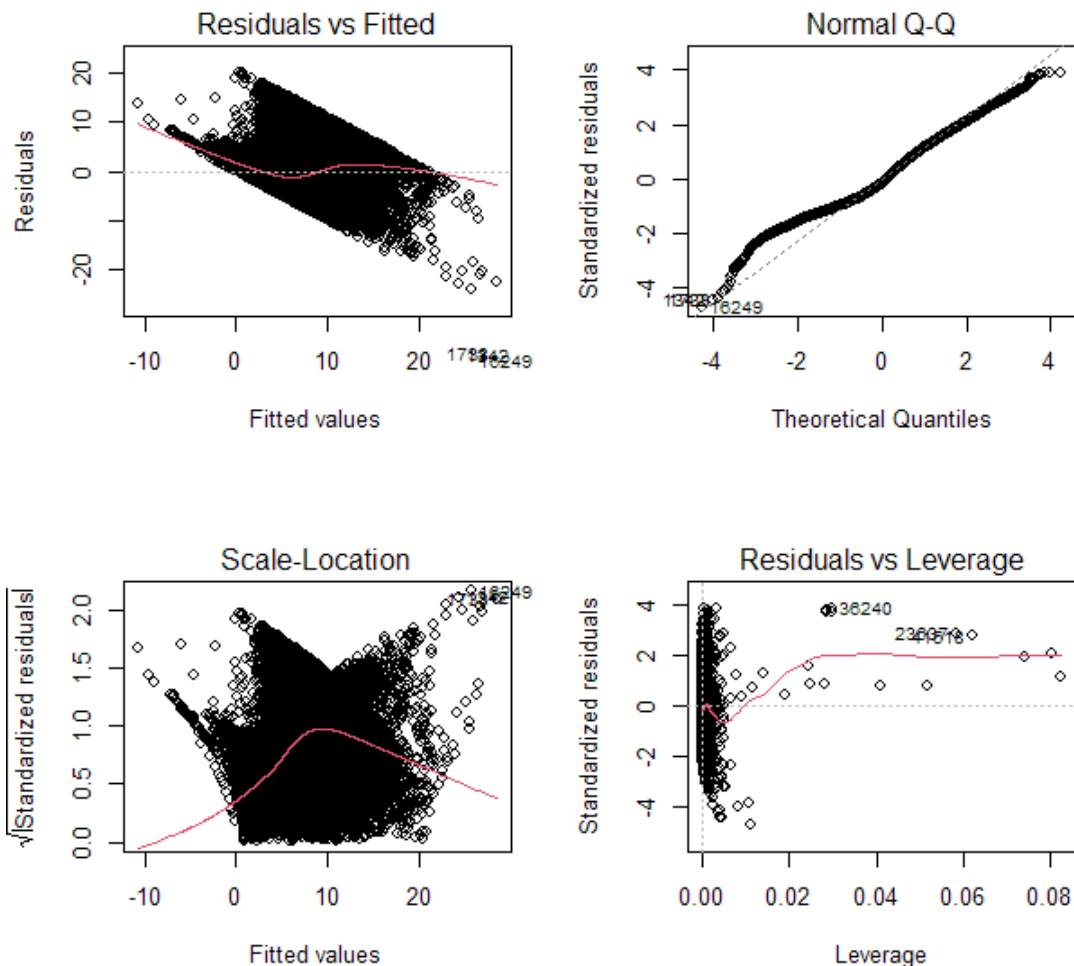 Residuals vs Fitted
Residuals
20
10
0
-20
-10 0 10 20
16249
Fitted values
Normal Q-Q
Standardized residuals
4
2
0
-2
-4
16249
-4 -2 0 2 4
Theoretical Quantiles
Scale-Location
√|Standardized residuals|
2.0
1.5
1.0
0.5
0.0
16249
-10 0 10 20
Fitted values
Residuals vs Leverage
Standardized residuals
4
2
0
-2
-4
36240
0.00 0.02 0.04 0.06 0.08
Leverage